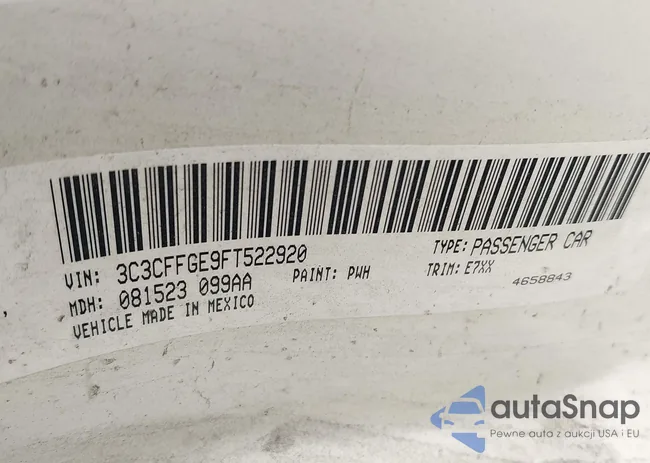 VIN: 3C3CFFGE9FT522920 TYPE: PASSENGER CAR
MDH: 081523 099AA PAINT: PWH TRIM: E7XX
VEHICLE MADE IN MEXICO 4658843
autaSnap
Pewne auta z aukcji USA i EU